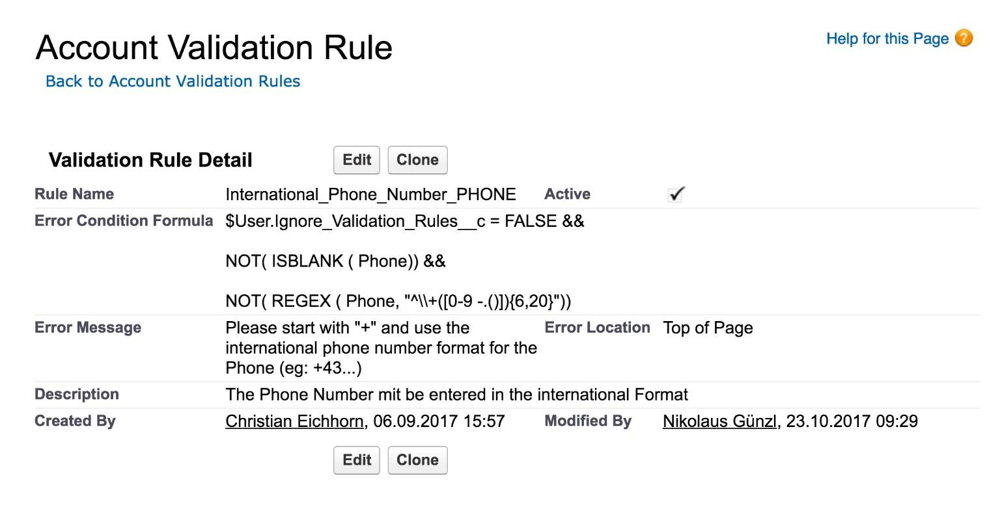 Account Validation Rule
Help for this Page ?
Back to Account Validation Rules
Validation Rule Detail Edit Clone
Rule Name International_Phone_Number_PHONE Active
Error Condition Formula $User.Ignore_Validation_Rules__c = FALSE &&
NOT( ISBLANK ( Phone)) &&
NOT( REGEX ( Phone, "^\\+([0-9 -.()]){6,20}"))
Error Message Please start with "+" and use the Error Location Top of Page
international phone number format for the
Phone (eg: +43...)
Description The Phone Number mit be entered in the international Format
Created By Christian Eichhorn, 06.09.2017 15:57 Modified By Nikolaus Günzl, 23.10.2017 09:29
Edit Clone